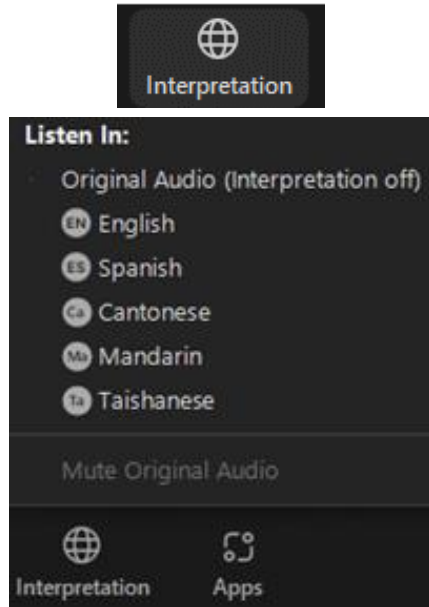 Interpretation
Listen In:
Original Audio (Interpretation off)
EN English
ES Spanish
Ca Cantonese
Ma Mandarin
Ta Taishanese
Mute Original Audio
Interpretation Apps